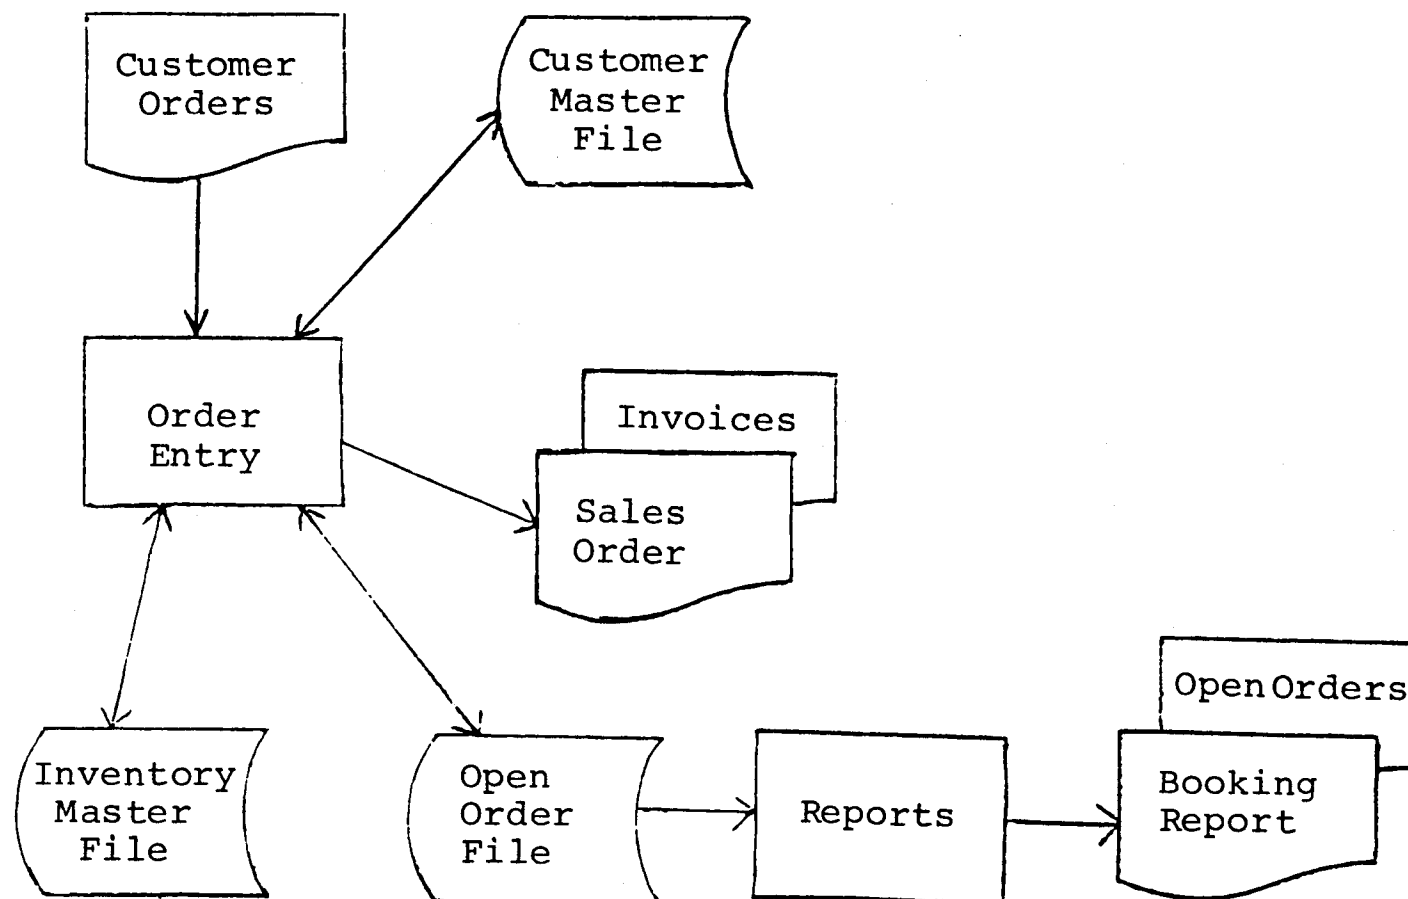 Customer
Orders
Customer
Master
File
Order
Entry
Invoices
Sales
Order
Open Orders
Inventory
Master
File
Open
Order
File
Reports
Booking
Report